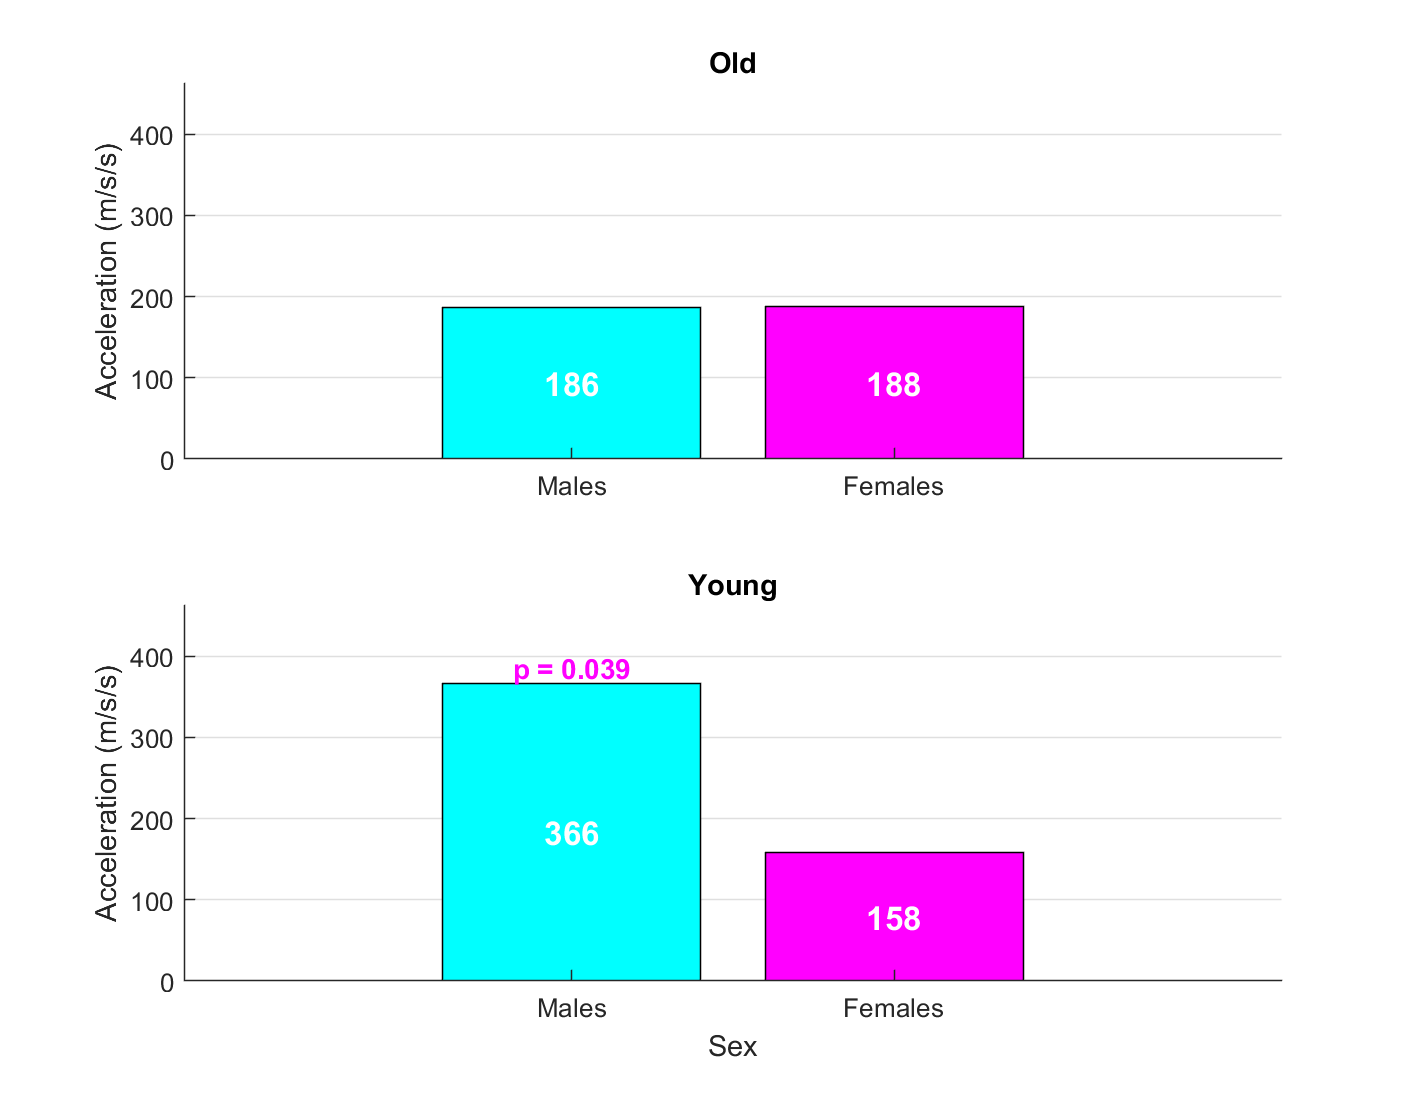 Old
Acceleration (m/s/s)
400
300
200
100
0
186
188
Males
Females
Young
Acceleration (m/s/s)
400
300
200
100
0
p = 0.039
366
158
Males
Females
Sex